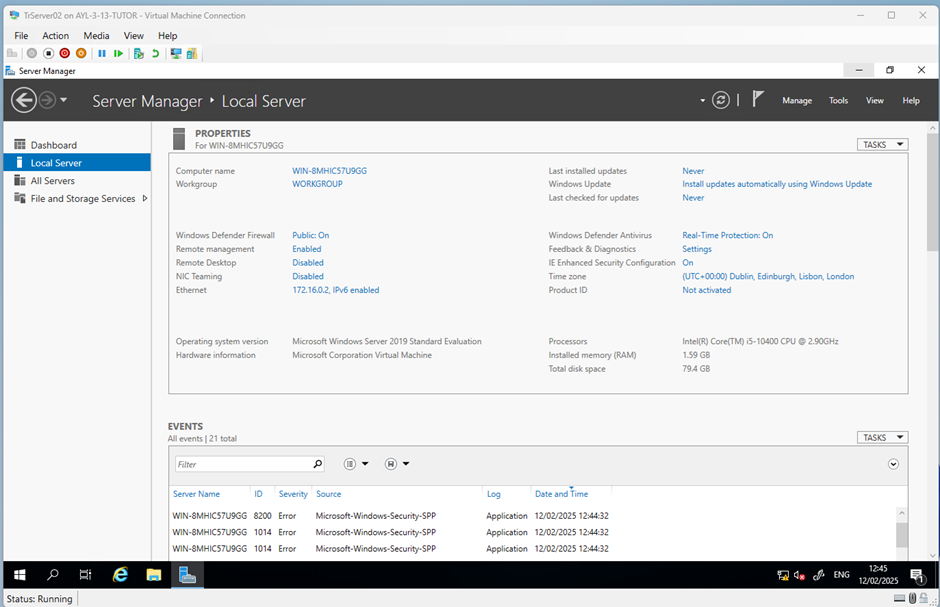 TrServer02 on AYL-3-13-TUTOR - Virtual Machine Connection
File Action Media View Help
Server Manager
Server Manager ‣ Local Server
Manage Tools View Help
Dashboard
Local Server
All Servers
File and Storage Services
PROPERTIES
For WIN-8MHIC57U9GG
TASKS
Computer name WIN-8MHIC57U9GG
Workgroup WORKGROUP
Last installed updates Never
Windows Update Install updates automatically using Windows Update
Last checked for updates Never
Windows Defender Firewall Public: On
Remote management Enabled
Remote Desktop Disabled
NIC Teaming Disabled
Ethernet 172.16.0.2, IPv6 enabled
Windows Defender Antivirus Real-Time Protection: On
Feedback & Diagnostics Settings
IE Enhanced Security Configuration On
Time zone (UTC+00:00) Dublin, Edinburgh, Lisbon, London
Product ID Not activated
Operating system version Microsoft Windows Server 2019 Standard Evaluation
Hardware information Microsoft Corporation Virtual Machine
Processors Intel(R) Core(TM) i5-10400 CPU @ 2.90GHz
Installed memory (RAM) 1.59 GB
Total disk space 79.4 GB
EVENTS
All events | 21 total
TASKS
Filter
Server Name ID Severity Source Log Date and Time
WIN-8MHIC57U9GG 8200 Error Microsoft-Windows-Security-SPP Application 12/02/2025 12:44:32
WIN-8MHIC57U9GG 1014 Error Microsoft-Windows-Security-SPP Application 12/02/2025 12:44:32
WIN-8MHIC57U9GG 1014 Error Microsoft-Windows-Security-SPP Application 12/02/2025 12:44:32
ENG
12:45
12/02/2025
1
Status: Running